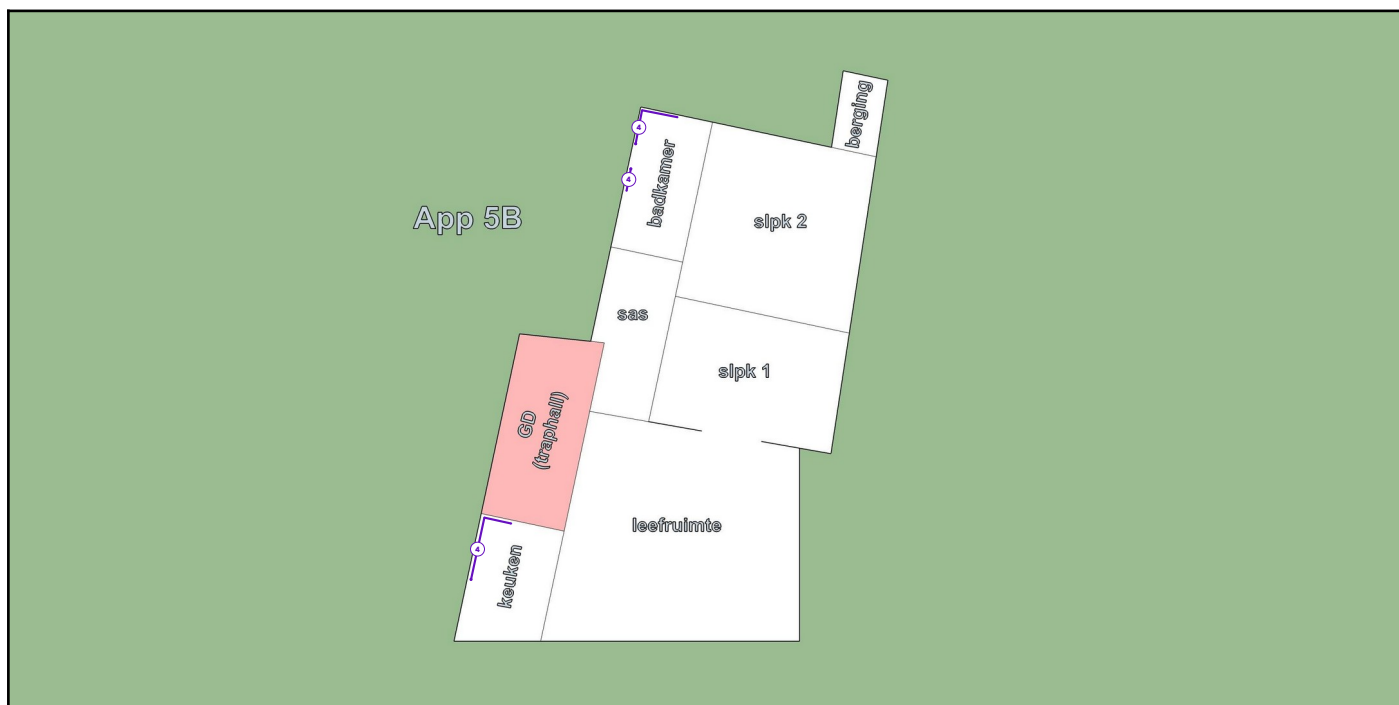 berging
4
4
badkamer
App 5B
slpk 2
sas
slpk 1
GD
(traphall)
leefruimte
4
keuken